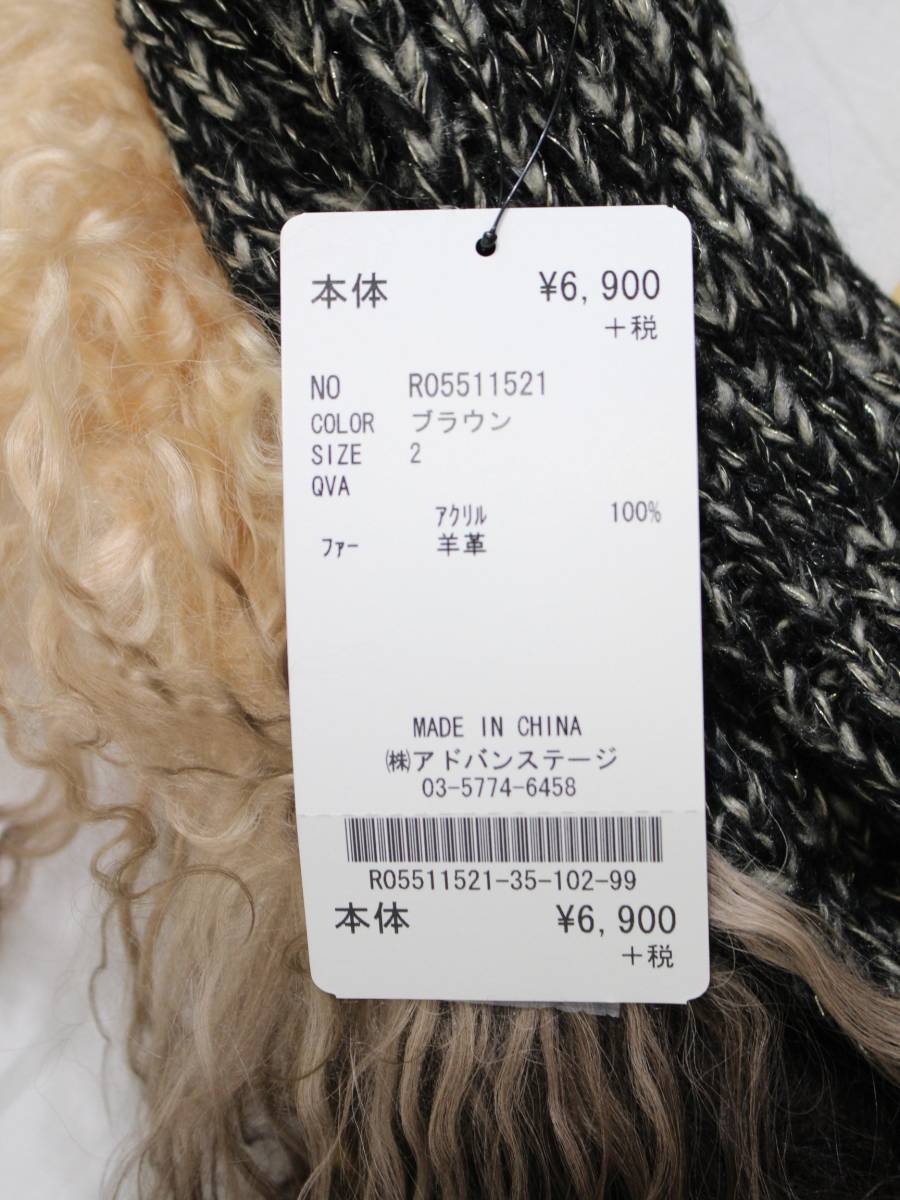 本体 ¥6,900
+税
NO R05511521
COLOR ブラウン
SIZE 2
QVA
アクリル 100%
ファー 羊革
MADE IN CHINA
㈱アドバンステージ
03-5774-6458
R05511521-35-102-99
本体 ¥6,900
+税